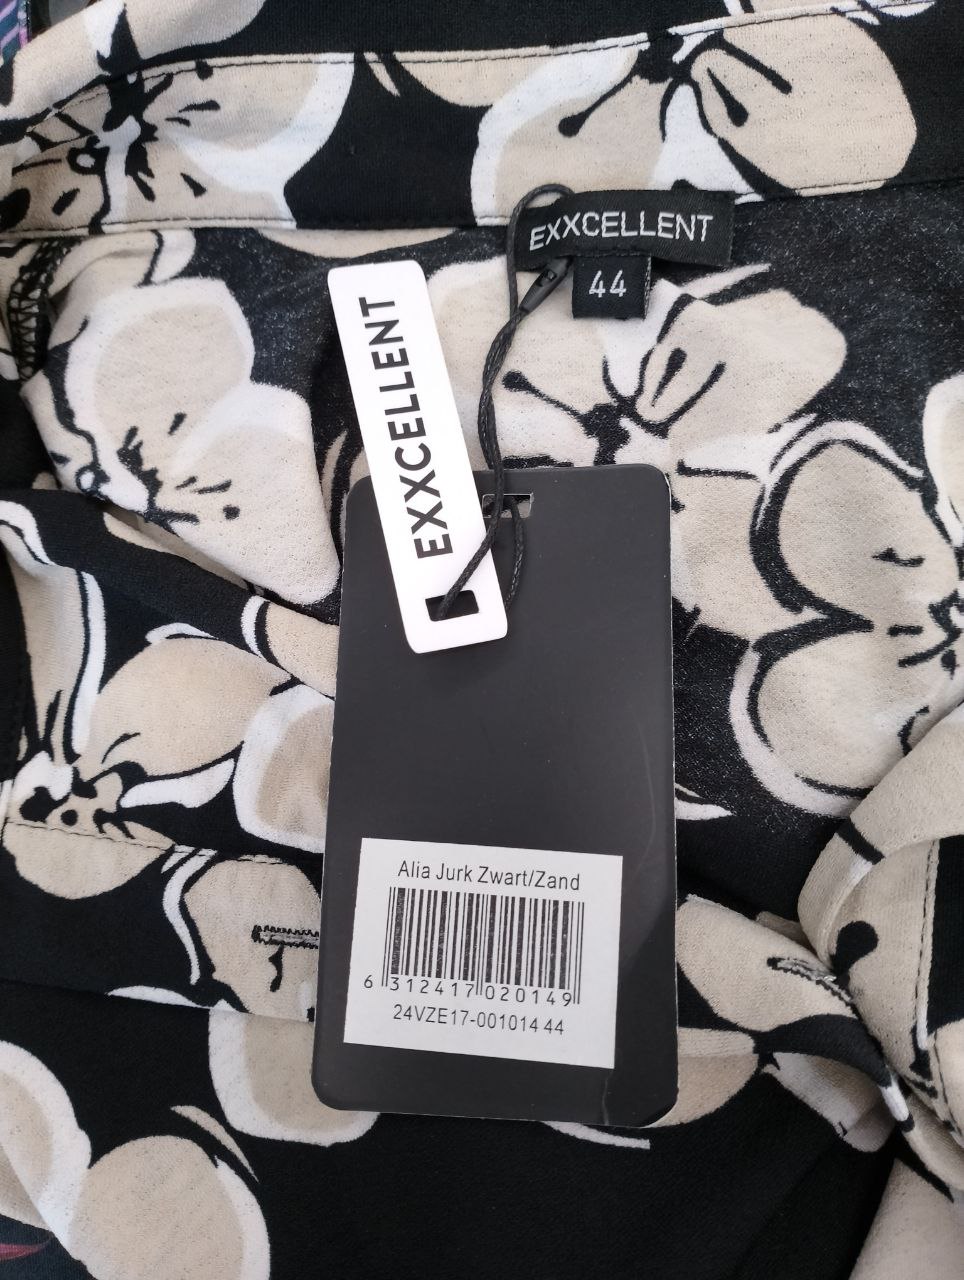 EXXCELLENT
44
EXXCELLENT
Alia Jurk Zwart/Zand
6 312417 020149
24VZE17-001014 44